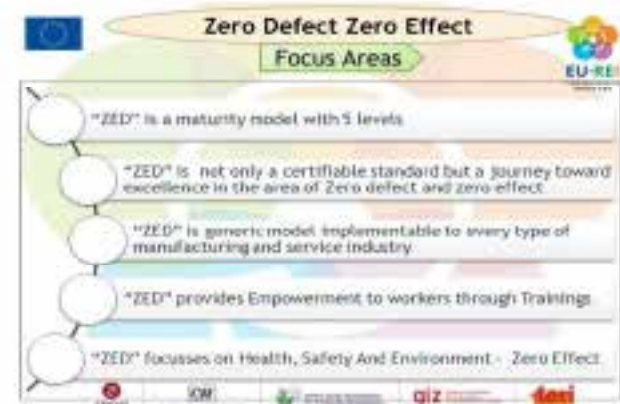 Zero Defect Zero Effect
Focus Areas
EU-REI
"ZED" is a maturity model with 5 levels
"ZED" is not only a certifiable standard but a journey toward
excellence in the area of Zero defect and zero effect
"ZED" is generic model implementable to every type of
manufacturing and service industry
"ZED" provides Empowerment to workers through Trainings
"ZED" focusses on Health, Safety And Environment - Zero Effect
giz